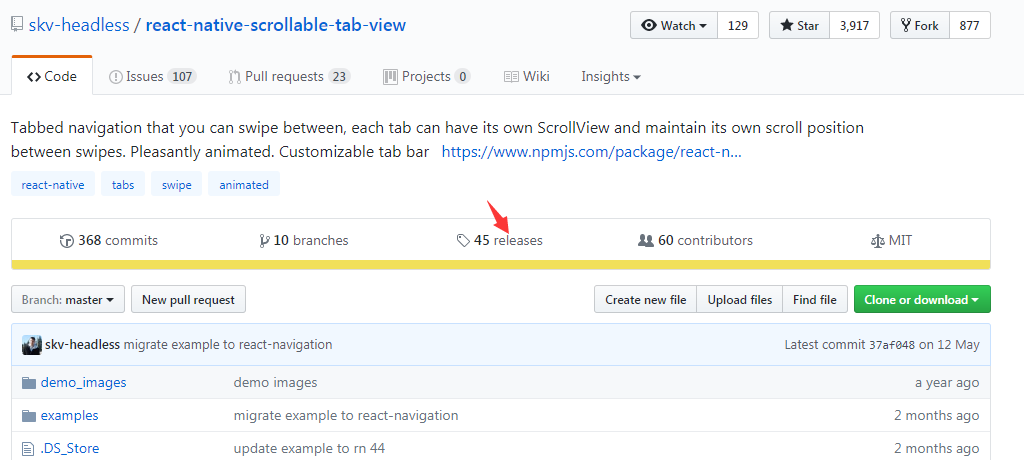 skv-headless / react-native-scrollable-tab-view
Watch 129 Star 3,917 Fork 877
Code Issues 107 Pull requests 23 Projects 0 Wiki Insights
Tabbed navigation that you can swipe between, each tab can have its own ScrollView and maintain its own scroll position
between swipes. Pleasantly animated. Customizable tab bar https://www.npmjs.com/package/react-n...
react-native tabs swipe animated
368 commits 10 branches 45 releases 60 contributors MIT
Branch: master New pull request Create new file Upload files Find file Clone or download
skv-headless migrate example to react-navigation Latest commit 37af048 on 12 May
demo_images demo images a year ago
examples migrate example to react-navigation 2 months ago
.DS_Store update example to rn 44 2 months ago